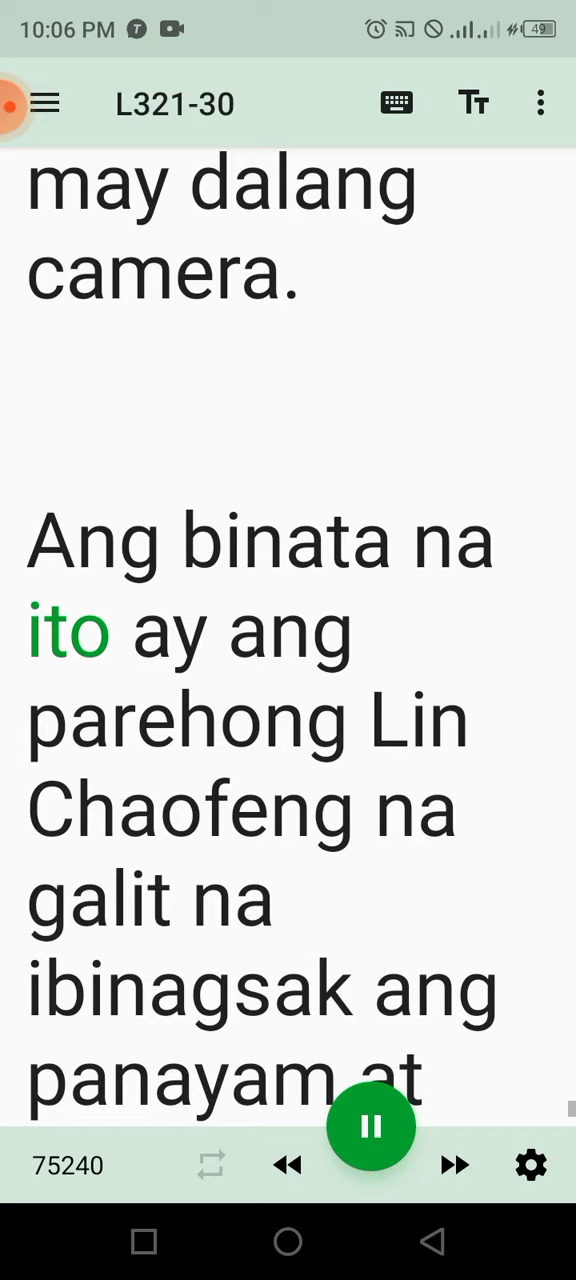 10:06 PM
49
L321-30
may dalang
camera.
Ang binata na
ito ay ang
parehong Lin
Chaofeng na
galit na
ibinagsak ang
panayam at
75240